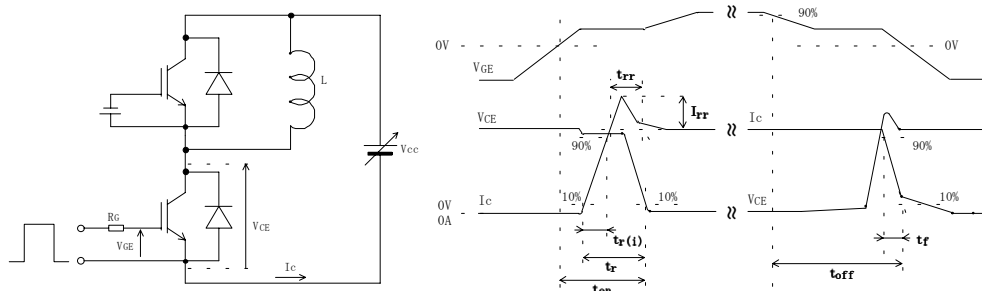 L
Vcc
RG
VGE
VCE
Ic
0V
VGE
90%
0V
trr
Irr
VCE
Ic
90%
90%
Ic
10%
10%
VCE
10%
0V
0A
tr(i)
tf
tr
toff
ton